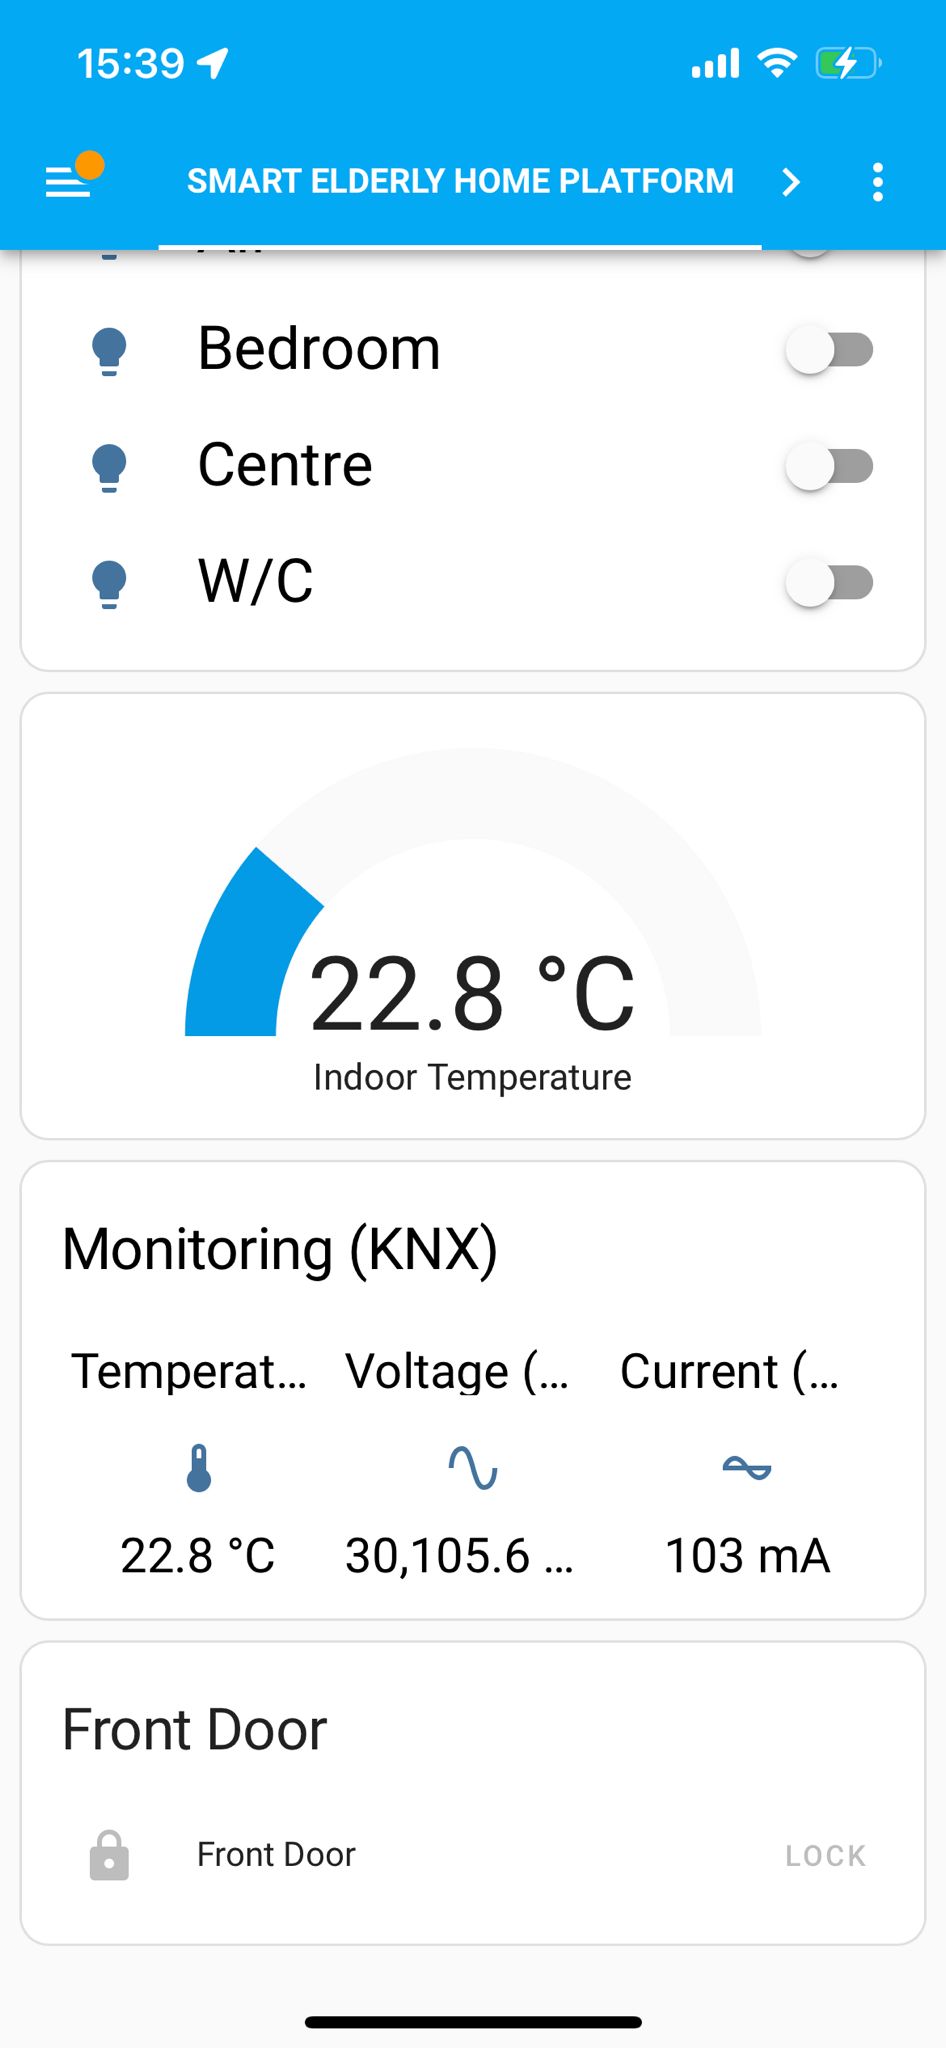 15:39
SMART ELDERLY HOME PLATFORM
Bedroom
Centre
W/C
22.8 °C
Indoor Temperature
Monitoring (KNX)
Temperat... Voltage (... Current (...
22.8 °C 30,105.6 ... 103 mA
Front Door
Front Door LOCK